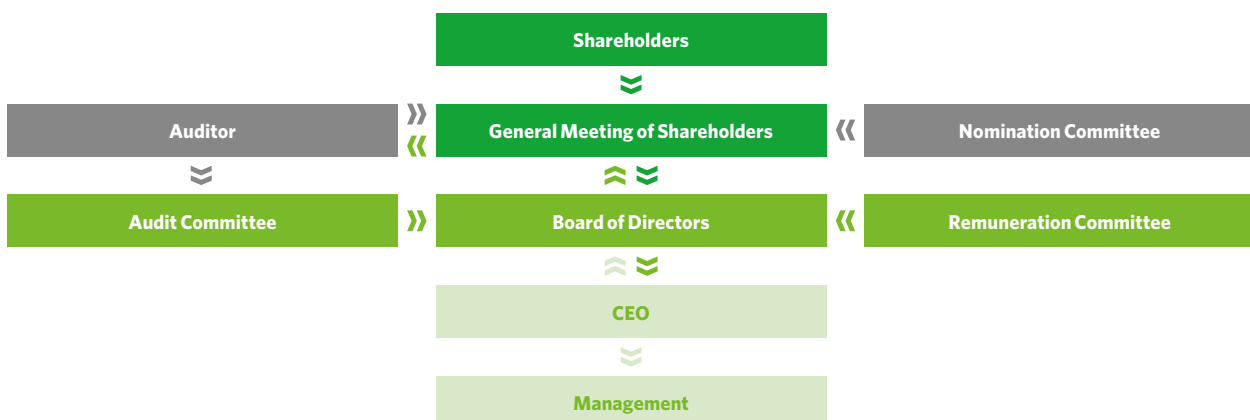 Shareholders
Auditor
General Meeting of Shareholders
Nomination Committee
Audit Committee
Board of Directors
Remuneration Committee
CEO
Management